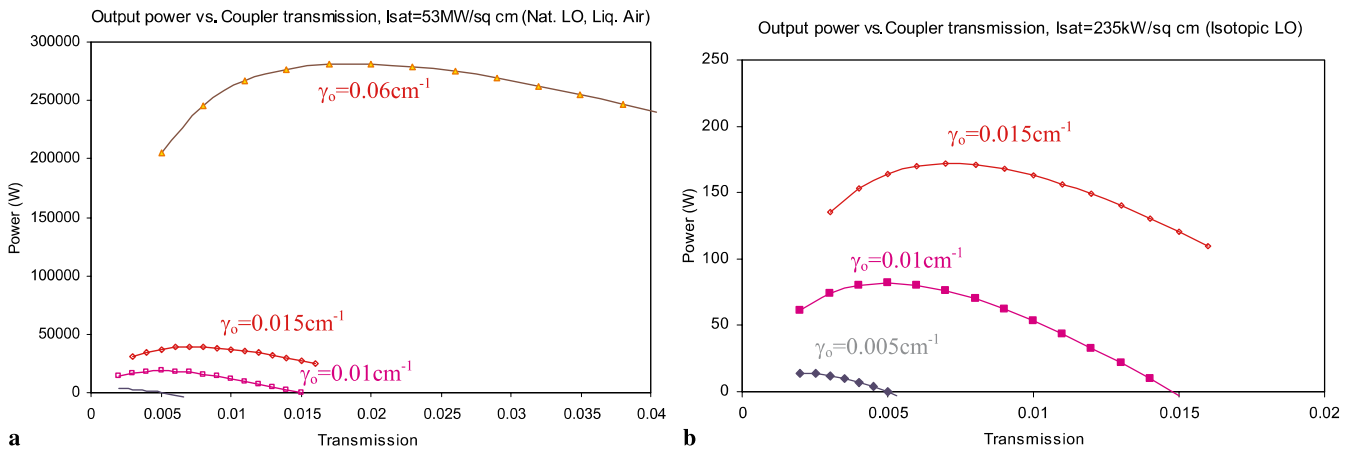 Output power vs. Coupler transmission, Isat=53MW/sq cm (Nat. LO, Liq. Air)
300000
250000
200000
150000
100000
50000
0
Power (W)
γo=0.06cm-1
γo=0.015cm-1
γo=0.01cm-1
0 0.005 0.01 0.015 0.02 0.025 0.03 0.035 0.04
Transmission
a
Output power vs. Coupler transmission, Isat=235kW/sq cm (Isotopic LO)
250
200
150
100
50
0
Power (W)
γo=0.015cm-1
γo=0.01cm-1
γo=0.005cm-1
0 0.005 0.01 0.015 0.02
Transmission
b